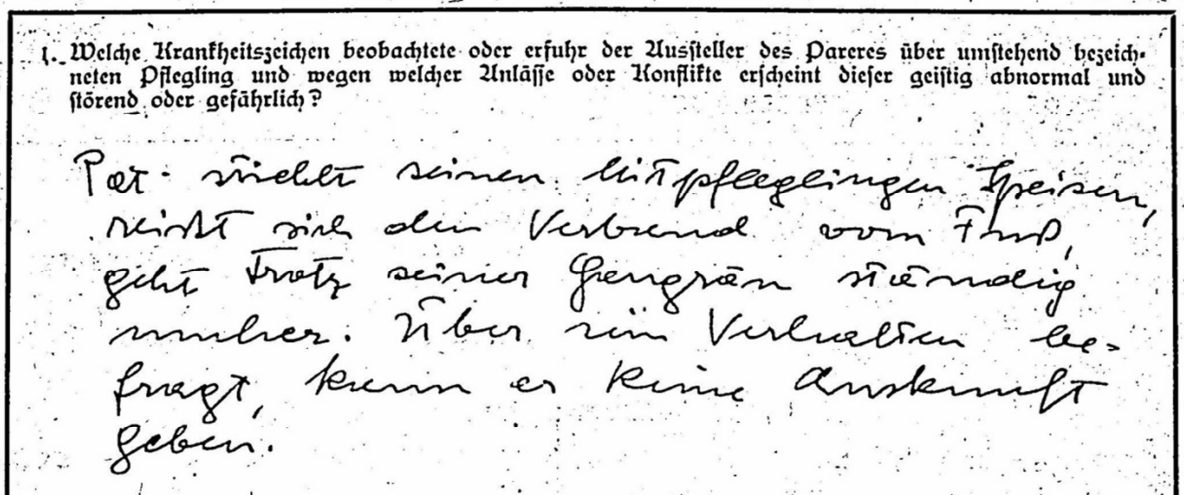 1. Welche Krankheitszeichen beobachtete oder erfuhr der Aussteller des Pareres über umstehend bezeich-
neten Pflegling und wegen welcher Anlässe oder Konflikte erscheint dieser geistig abnormal und
störend oder gefährlich?
Pat. stiehlt seinen Mitpfleglingen Speisen,
reißt sich den Verband vom Fuß,
geht trotz seiner Gangrän ständig
umher. Über sein Verhalten be-
fragt, kann er keine Auskunft
geben.